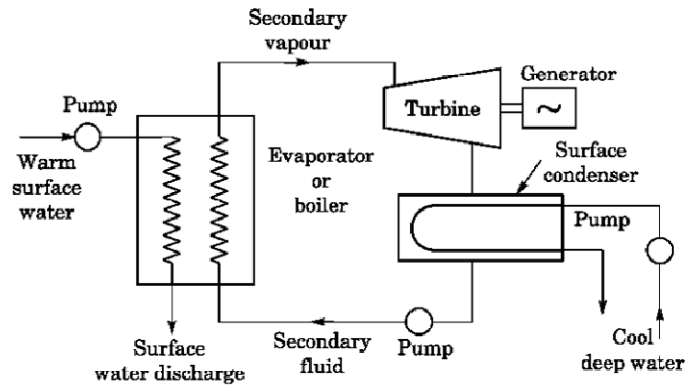 Secondary
vapour
Generator
Pump
Turbine
~
Warm
surface
water
Evaporator
or
boiler
Surface
condenser
Pump
Surface
water discharge
Secondary
fluid
Pump
Cool
deep water